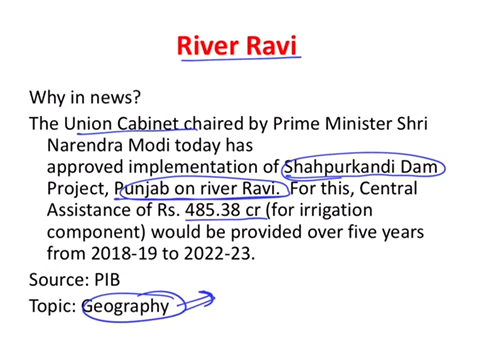 River Ravi
Why in news?
The Union Cabinet chaired by Prime Minister Shri
Narendra Modi today has
approved implementation of Shahpurkandi Dam
Project, Punjab on river Ravi. For this, Central
Assistance of Rs. 485.38 cr (for irrigation
component) would be provided over five years
from 2018-19 to 2022-23.
Source: PIB
Topic: Geography